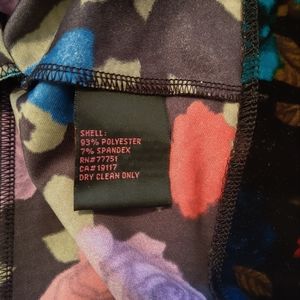 SHELL:
93% POLYESTER
7% SPANDEX
RN#77751
CA#19117
DRY CLEAN ONLY